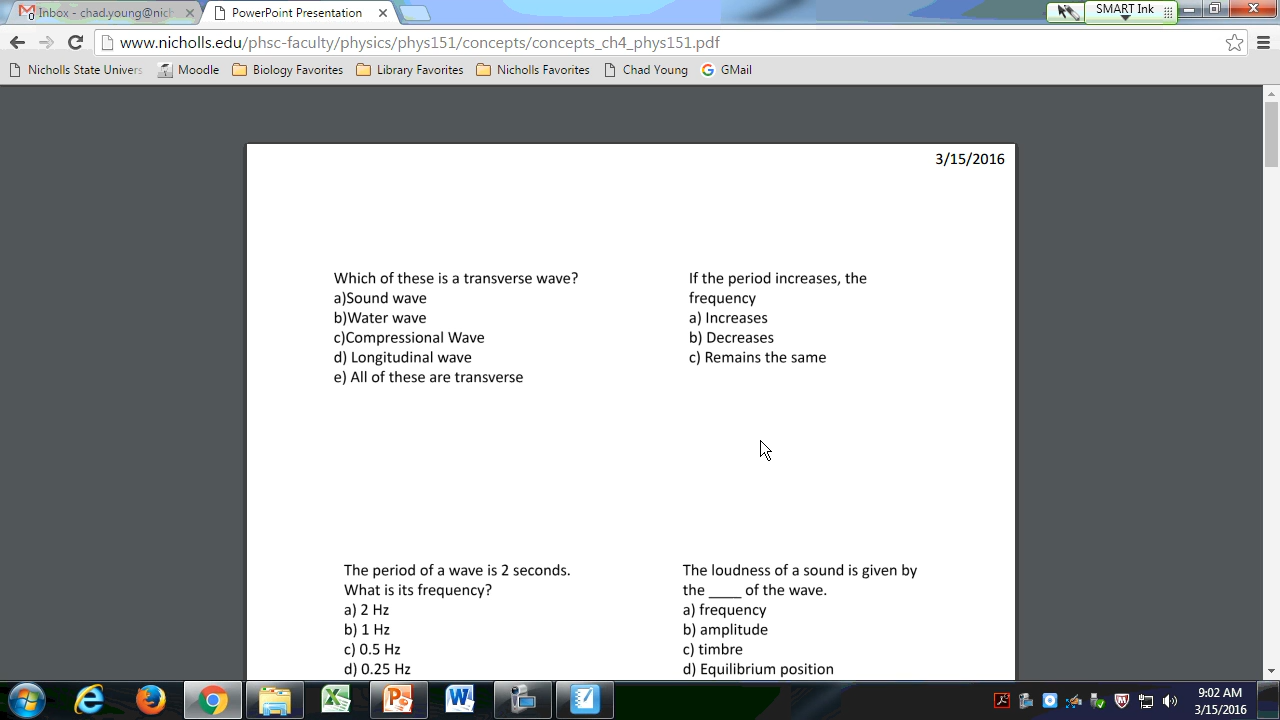 Inbox - chad.young@nich
PowerPoint Presentation
SMART Ink
www.nicholls.edu/phsc-faculty/physics/phys151/concepts/concepts_ch4_phys151.pdf
Nicholls State Univers
Moodle
Biology Favorites
Library Favorites
Nicholls Favorites
Chad Young
GMail
3/15/2016
Which of these is a transverse wave?
a)Sound wave
b)Water wave
c)Compressional Wave
d) Longitudinal wave
e) All of these are transverse
If the period increases, the
frequency
a) Increases
b) Decreases
c) Remains the same
The period of a wave is 2 seconds.
What is its frequency?
a) 2 Hz
b) 1 Hz
c) 0.5 Hz
d) 0.25 Hz
The loudness of a sound is given by
the ____ of the wave.
a) frequency
b) amplitude
c) timbre
d) Equilibrium position
9:02 AM
3/15/2016